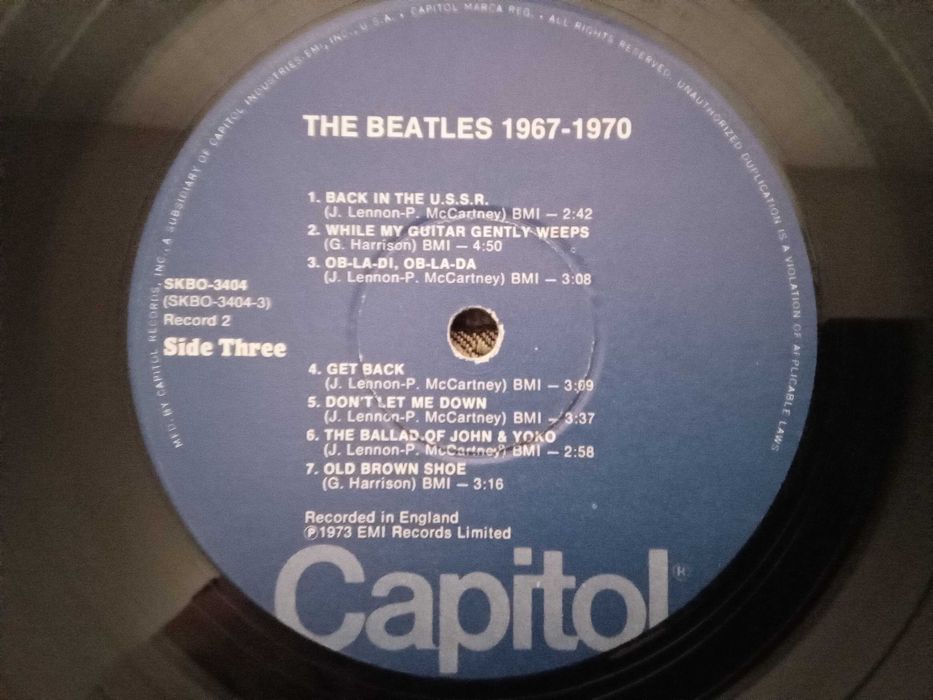 MFD. BY CAPITOL RECORDS, INC., A SUBSIDIARY OF CAPITOL INDUSTRIES-EMI, INC., U.S.A. • CAPITOL MARCA REG. • ALL RIGHTS RESERVED. UNAUTHORIZED DUPLICATION IS A VIOLATION OF APPLICABLE LAWS
THE BEATLES 1967-1970
1. BACK IN THE U.S.S.R.
(J. Lennon-P. McCartney) BMI — 2:42
2. WHILE MY GUITAR GENTLY WEEPS
(G. Harrison) BMI — 4:50
3. OB-LA-DI, OB-LA-DA
(J. Lennon-P. McCartney) BMI — 3:08
SKBO-3404
(SKBO-3404-3)
Record 2
Side Three
4. GET BACK
(J. Lennon-P. McCartney) BMI — 3:09
5. DON'T LET ME DOWN
(J. Lennon-P. McCartney) BMI — 3:37
6. THE BALLAD OF JOHN & YOKO
(J. Lennon-P. McCartney) BMI — 2:58
7. OLD BROWN SHOE
(G. Harrison) BMI — 3:16
Recorded in England
℗1973 EMI Records Limited
Capitol®